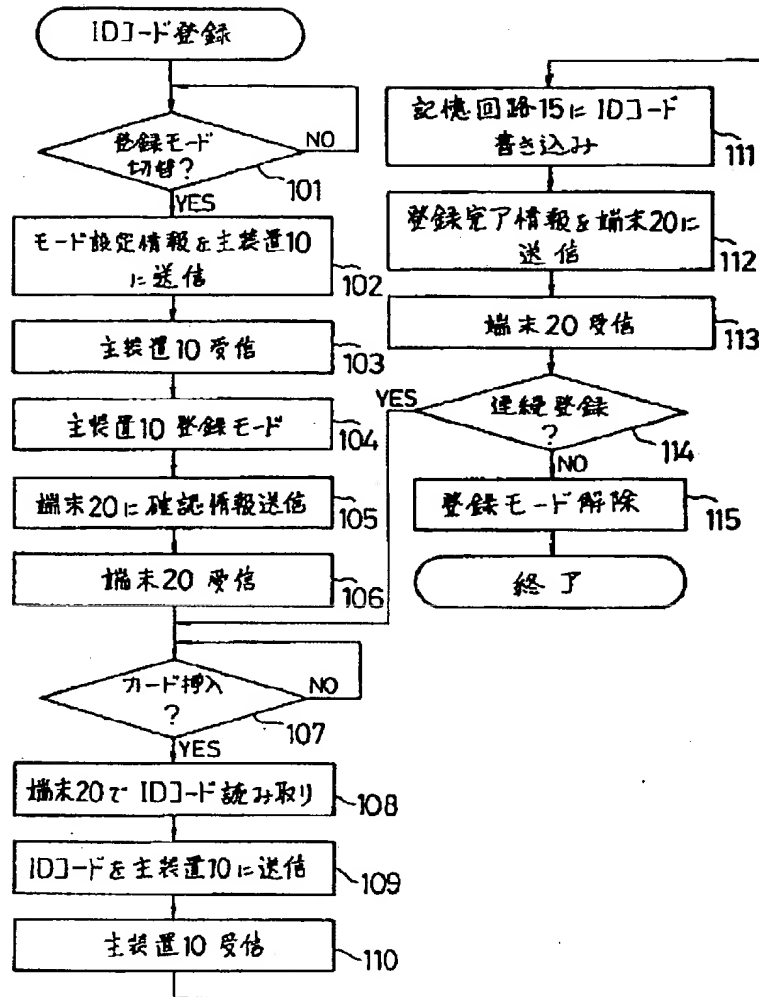 IDコード登録
登録モード
切替?
NO
101
YES
モード設定情報を主装置10
に送信
102
主装置10 受信
103
主装置10 登録モード
104
端末20に確認情報送信
105
端末20 受信
106
カード挿入
?
NO
107
YES
端末20で IDコード読み取り
108
IDコードを主装置10に送信
109
主装置10 受信
110
記憶回路15に IDコード
書き込み
111
登録完了情報を端末20に
送信
112
端末20 受信
113
YES
連続登録
?
114
NO
登録モード解除
115
終了